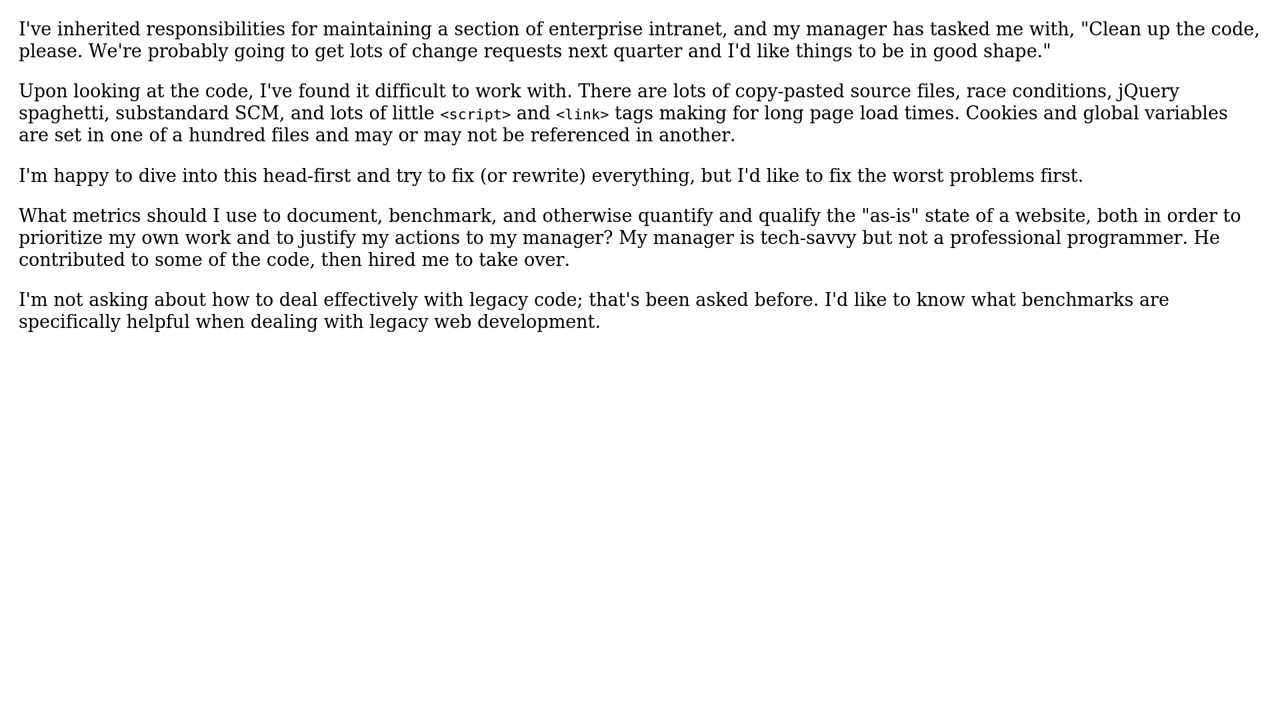 I've inherited responsibilities for maintaining a section of enterprise intranet, and my manager has tasked me with, "Clean up the code,
please. We're probably going to get lots of change requests next quarter and I'd like things to be in good shape."
Upon looking at the code, I've found it difficult to work with. There are lots of copy-pasted source files, race conditions, jQuery
spaghetti, substandard SCM, and lots of little <script> and <link> tags making for long page load times. Cookies and global variables
are set in one of a hundred files and may or may not be referenced in another.
I'm happy to dive into this head-first and try to fix (or rewrite) everything, but I'd like to fix the worst problems first.
What metrics should I use to document, benchmark, and otherwise quantify and qualify the "as-is" state of a website, both in order to
prioritize my own work and to justify my actions to my manager? My manager is tech-savvy but not a professional programmer. He
contributed to some of the code, then hired me to take over.
I'm not asking about how to deal effectively with legacy code; that's been asked before. I'd like to know what benchmarks are
specifically helpful when dealing with legacy web development.